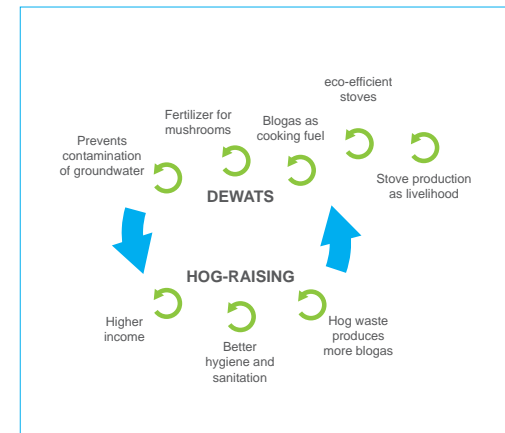 eco-efficient
stoves
Fertilizer for
mushrooms
Blogas as
cooking fuel
Prevents
contamination
of groundwater
Stove production
as livelihood
DEWATS
HOG-RAISING
Higher
income
Better
hygiene and
sanitation
Hog waste
produces
more blogas